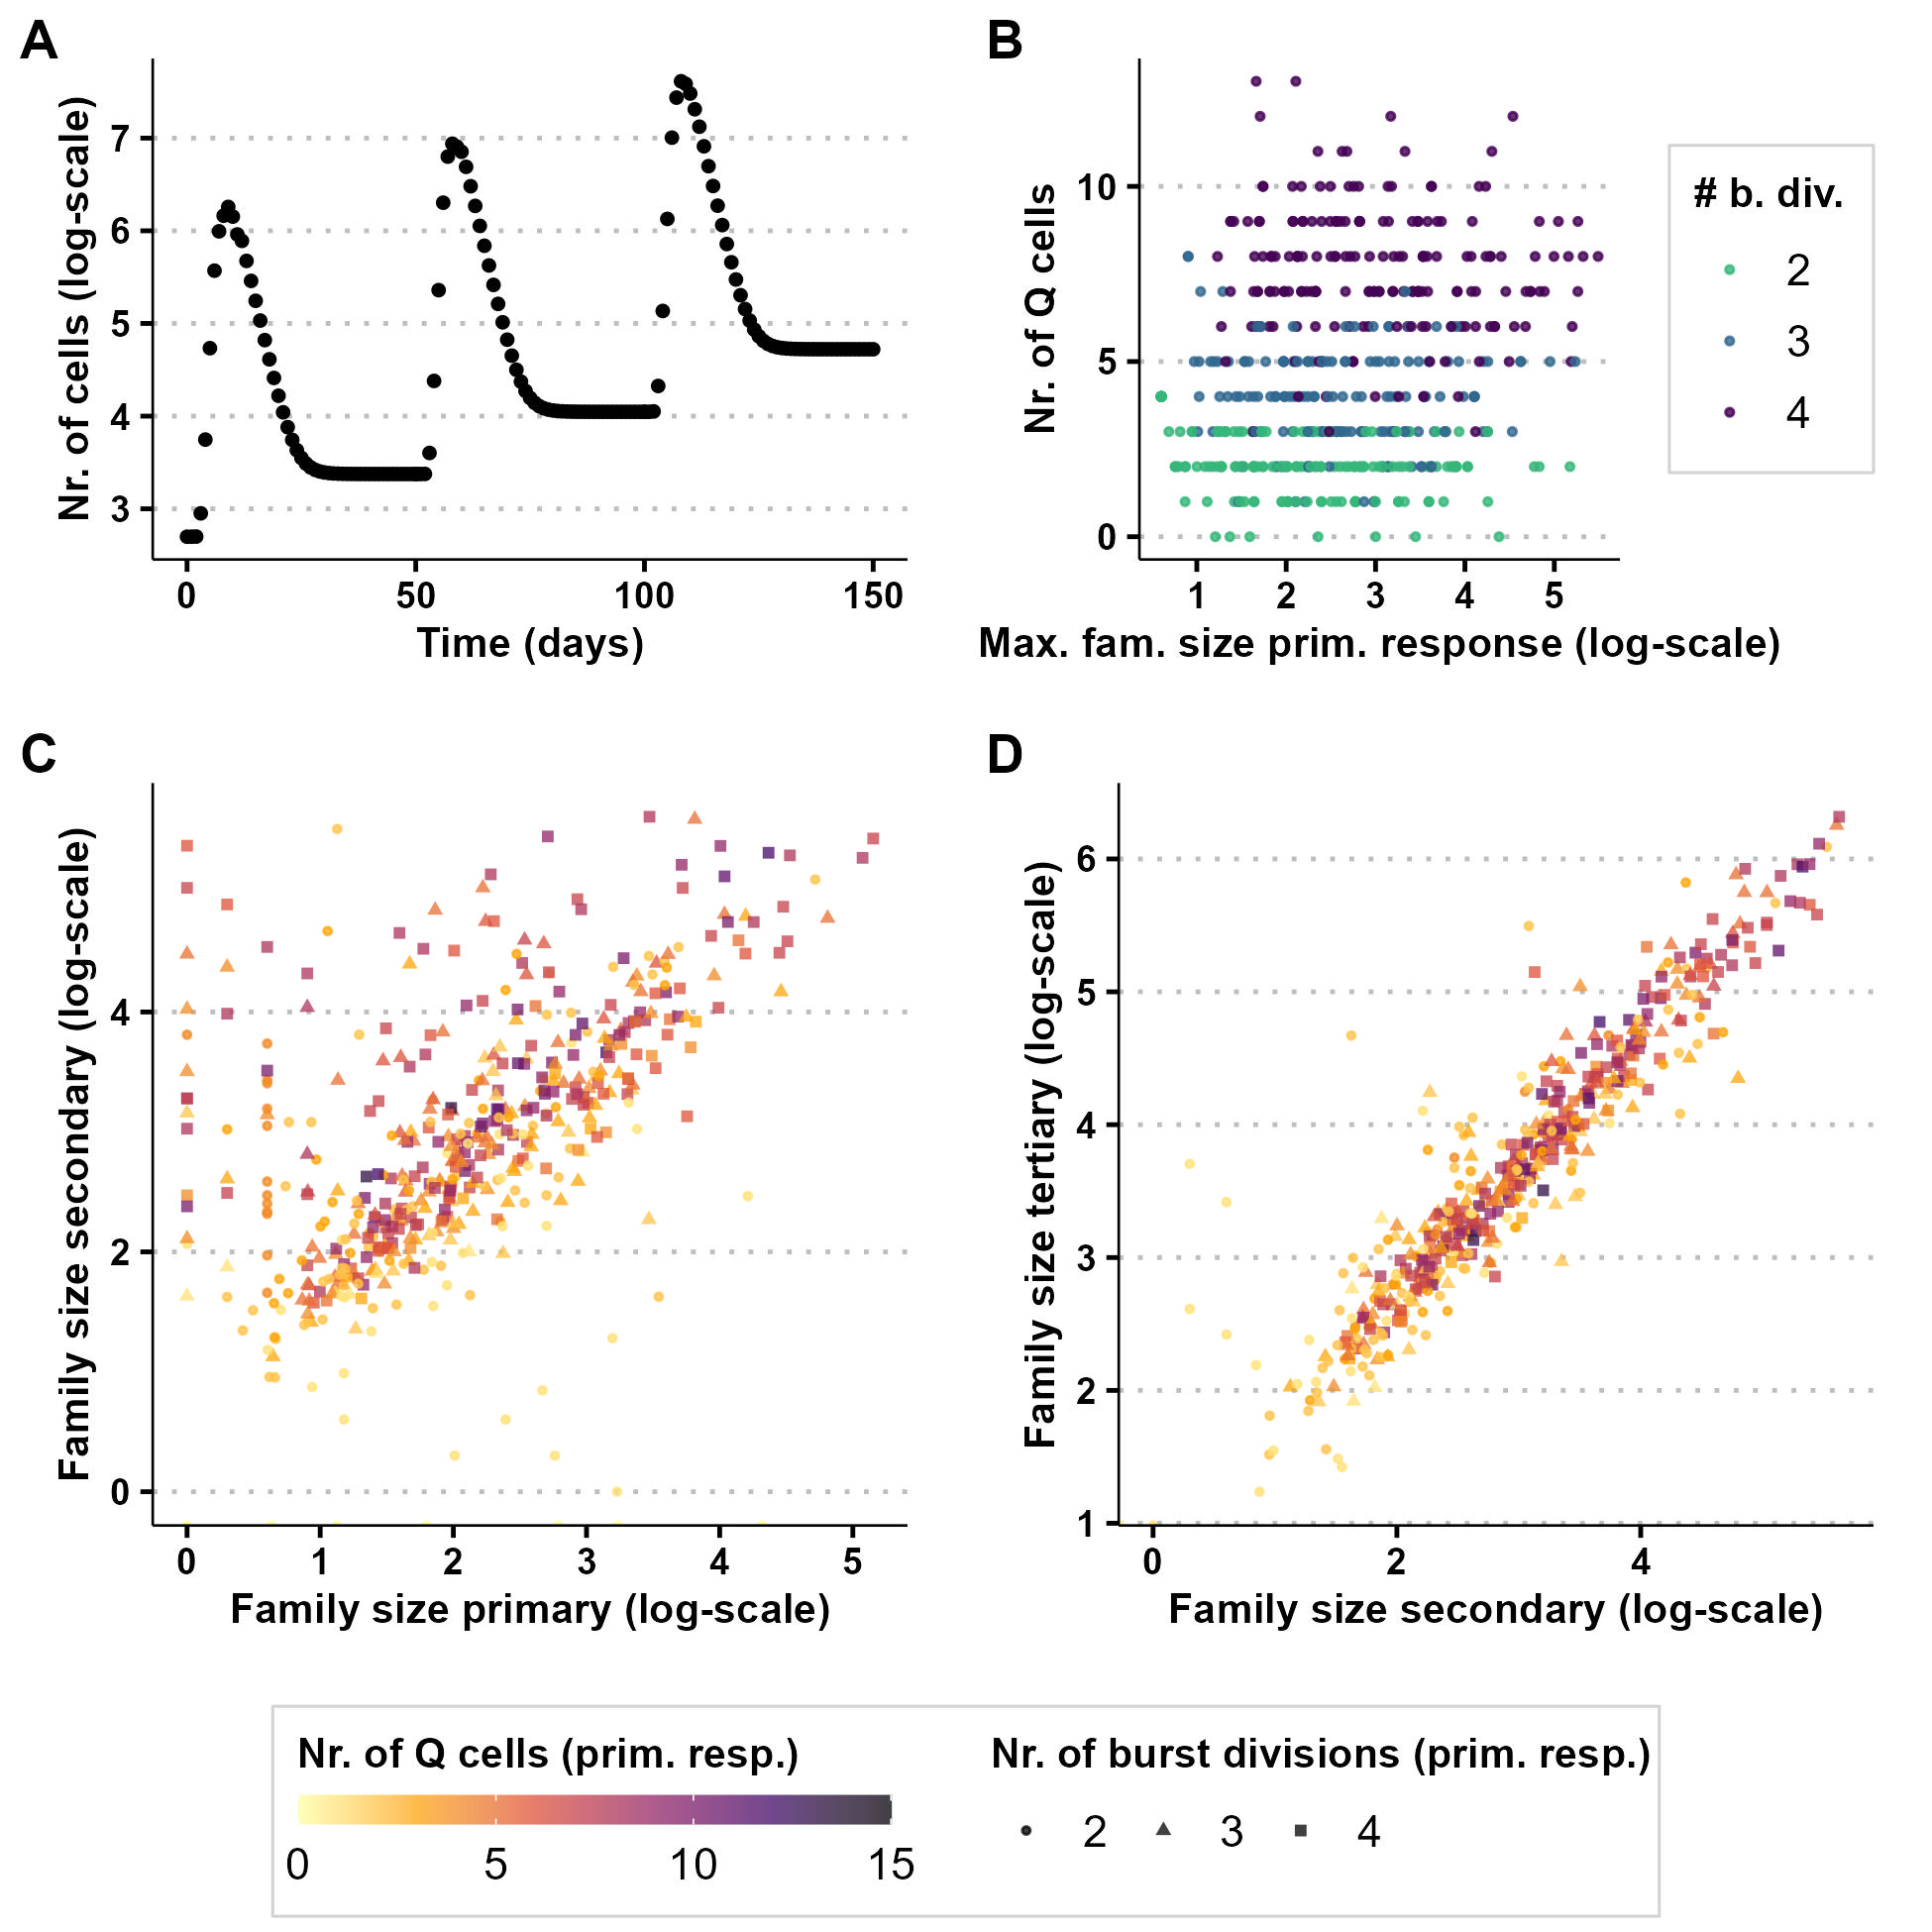 A
Nr. of cells (log-scale)
7
6
5
4
3
0 50 100 150
Time (days)
B
Nr. of Q cells
10
5
0
1 2 3 4 5
Max. fam. size prim. response (log-scale)
# b. div.
2
3
4
C
Family size secondary (log-scale)
4
2
0
0 1 2 3 4 5
Family size primary (log-scale)
D
Family size tertiary (log-scale)
6
5
4
3
2
1
0 2 4
Family size secondary (log-scale)
Nr. of Q cells (prim. resp.)
0 5 10 15
Nr. of burst divisions (prim. resp.)
2 3 4